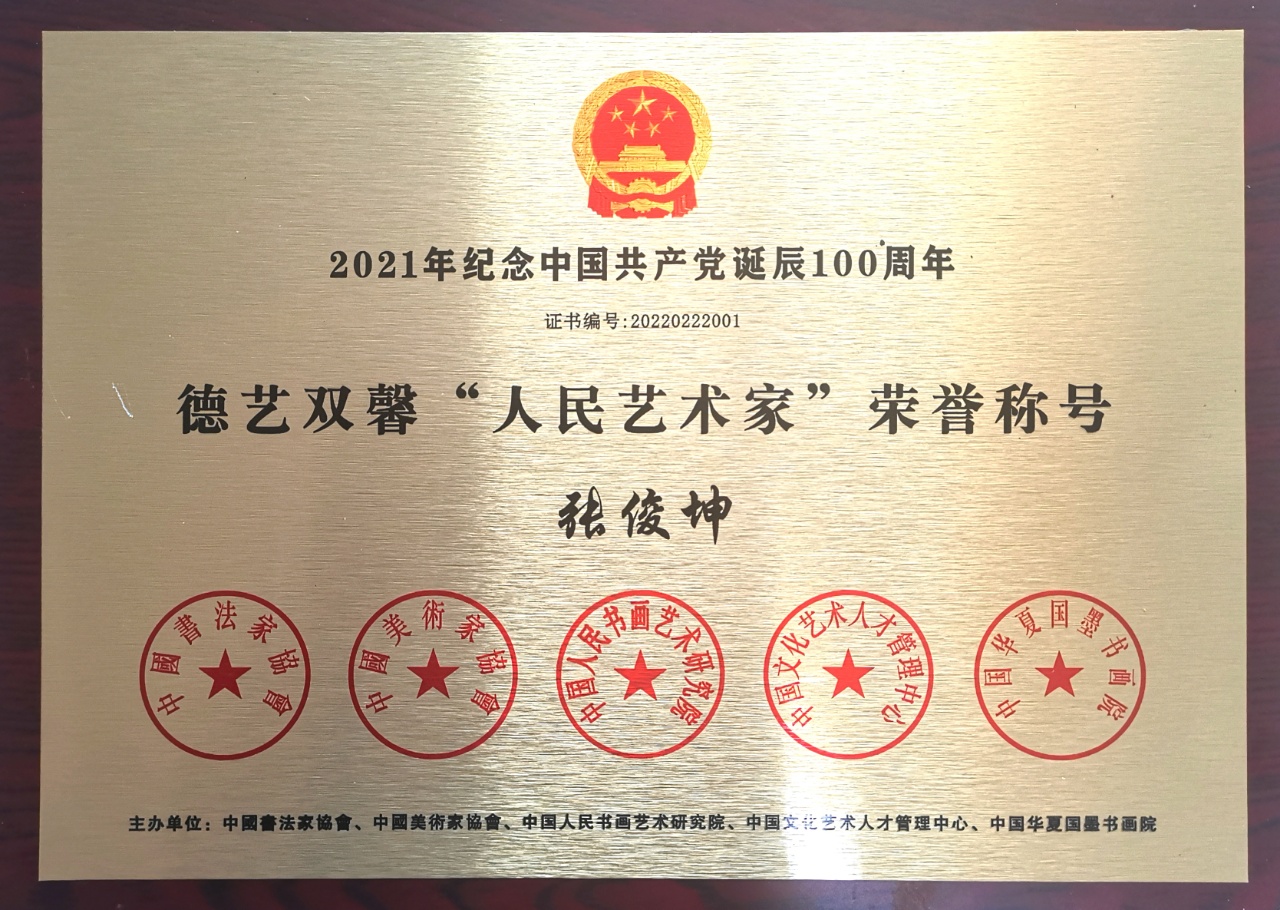 2021年纪念中国共产党诞辰100周年
证书编号:20220222001
德艺双馨“人民艺术家”荣誉称号
张俊坤
中國書法家協會
中國美術家協會
中国人民书画艺术研究院
中国文化艺术人才管理中心
中国华夏国墨书画院
主办单位：中國書法家協會、中國美術家協會、中国人民书画艺术研究院、中国文化艺术人才管理中心、中国华夏国墨书画院